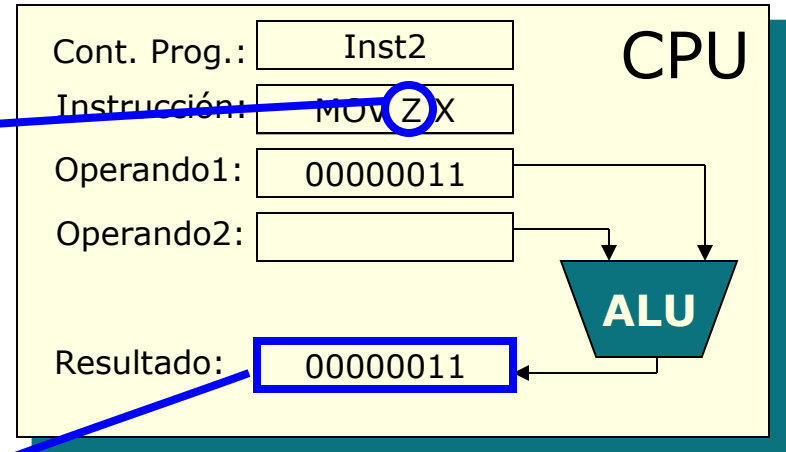 CPU
Cont. Prog.: Inst2
Instrucción: MOV Z X
Operando1: 00000011
Operando2:
ALU
Resultado: 00000011